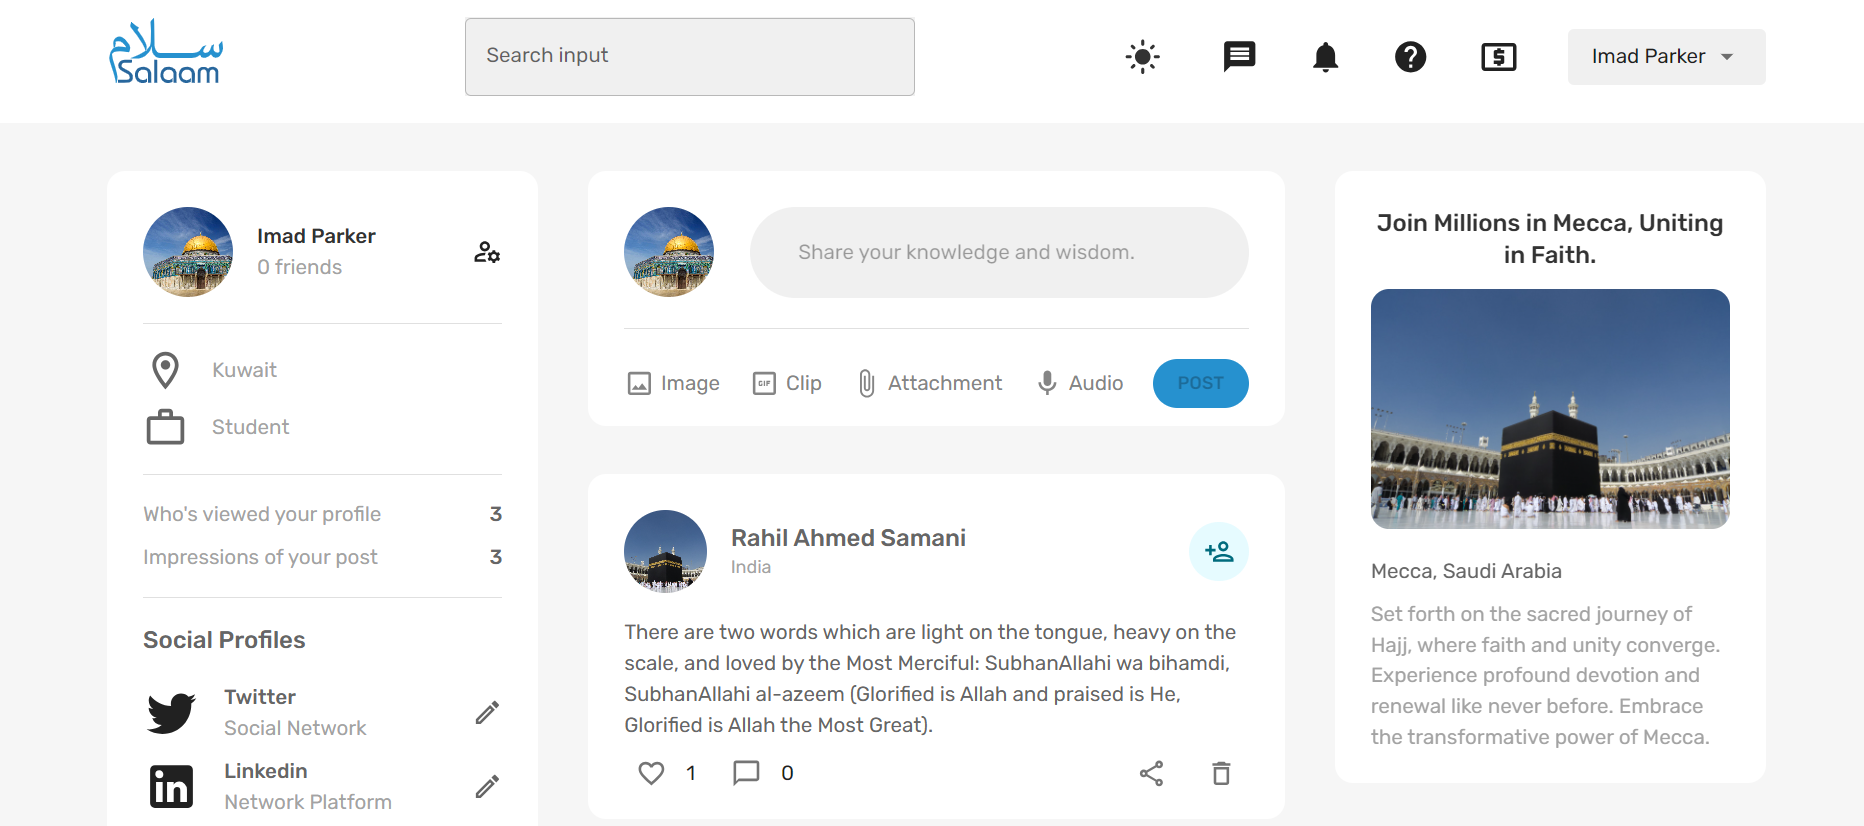 سلام
Salaam
Search input
Imad Parker
Imad Parker
0 friends
Kuwait
Student
Who's viewed your profile 3
Impressions of your post 3
Social Profiles
Twitter
Social Network
Linkedin
Network Platform
Share your knowledge and wisdom.
Image
GIF Clip
Attachment
Audio
POST
Rahil Ahmed Samani
India
There are two words which are light on the tongue, heavy on the
scale, and loved by the Most Merciful: SubhanAllahi wa bihamdi,
SubhanAllahi al-azeem (Glorified is Allah and praised is He,
Glorified is Allah the Most Great).
1 0
Join Millions in Mecca, Uniting
in Faith.
Mecca, Saudi Arabia
Set forth on the sacred journey of
Hajj, where faith and unity converge.
Experience profound devotion and
renewal like never before. Embrace
the transformative power of Mecca.